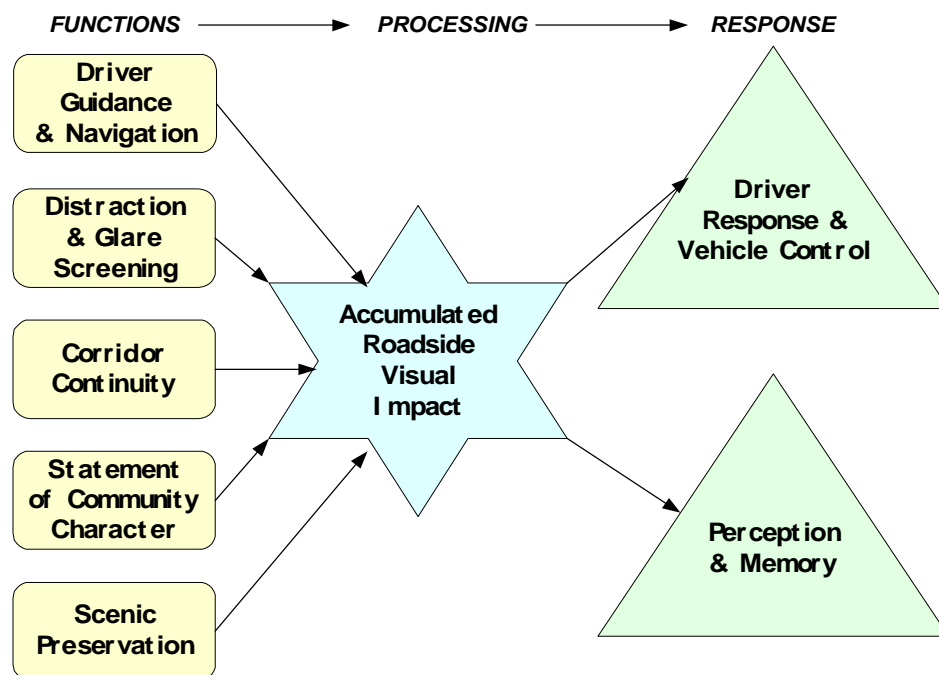 FUNCTIONS PROCESSING RESPONSE
Driver
Guidance
& Navigation
Distraction
& Glare
Screening
Corridor
Continuity
Statement
of Community
Character
Scenic
Preservation
Accumulated
Roadside
Visual
Impact
Driver
Response &
Vehicle Control
Perception
& Memory